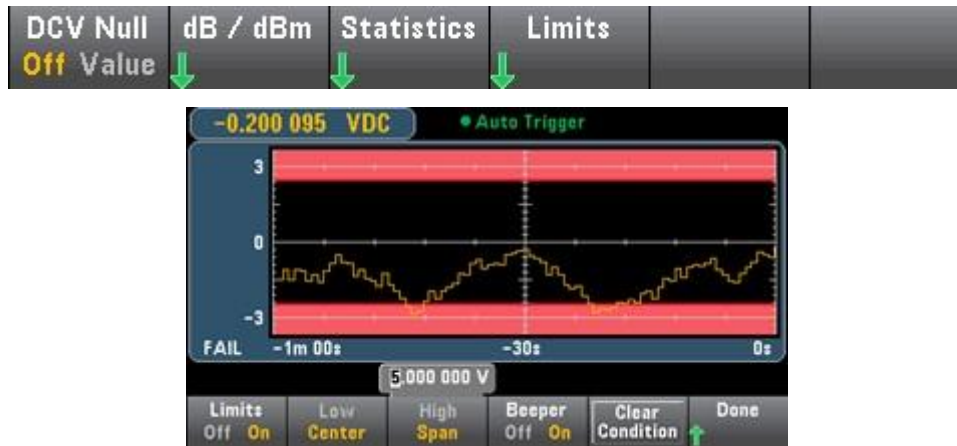 DCV Null dB / dBm Statistics Limits
Off Value
-0.200 095 VDC Auto Trigger
3
0
-3
FAIL -1m 00s -30s 0s
5.000 000 V
Limits Low High Beeper Clear Done
Off On Center Span Off On Condition